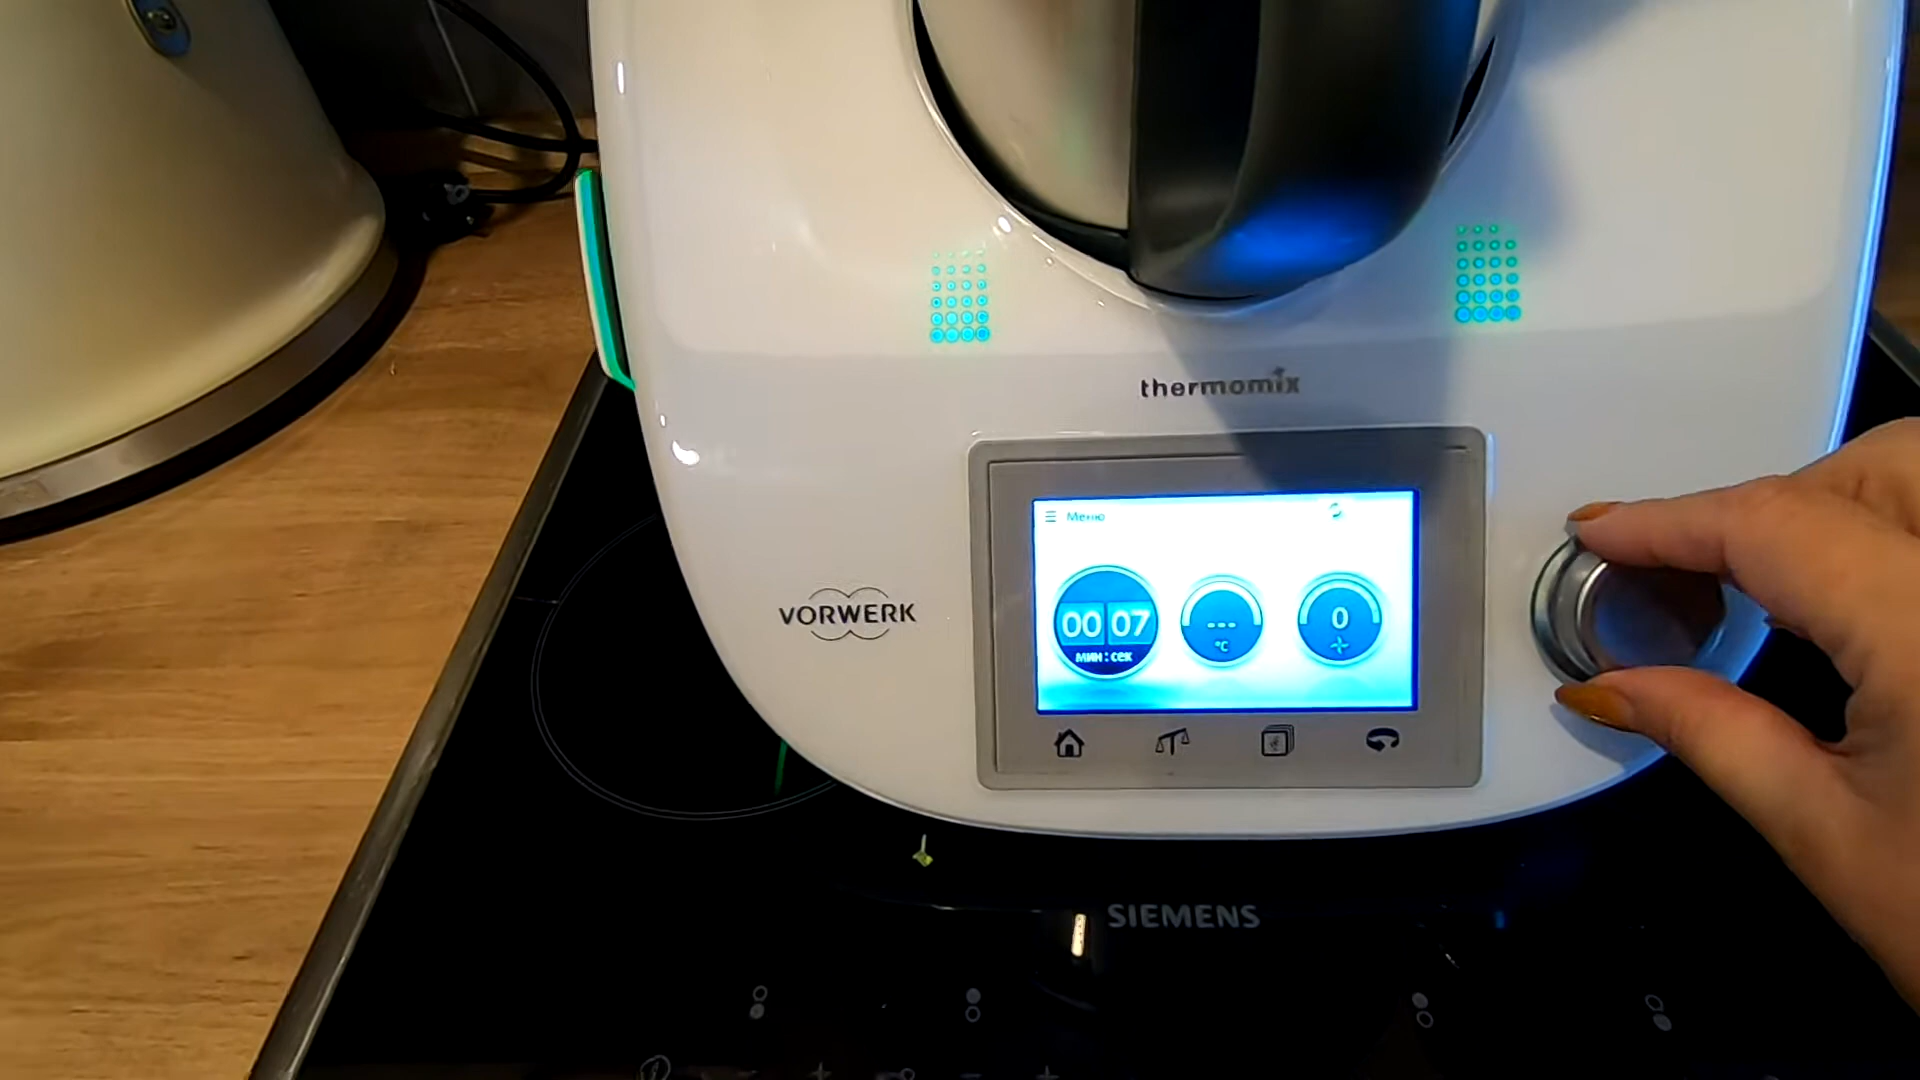 thermomix
Меню
00 07
мин : сек
---
°C
0
VORWERK
SIEMENS